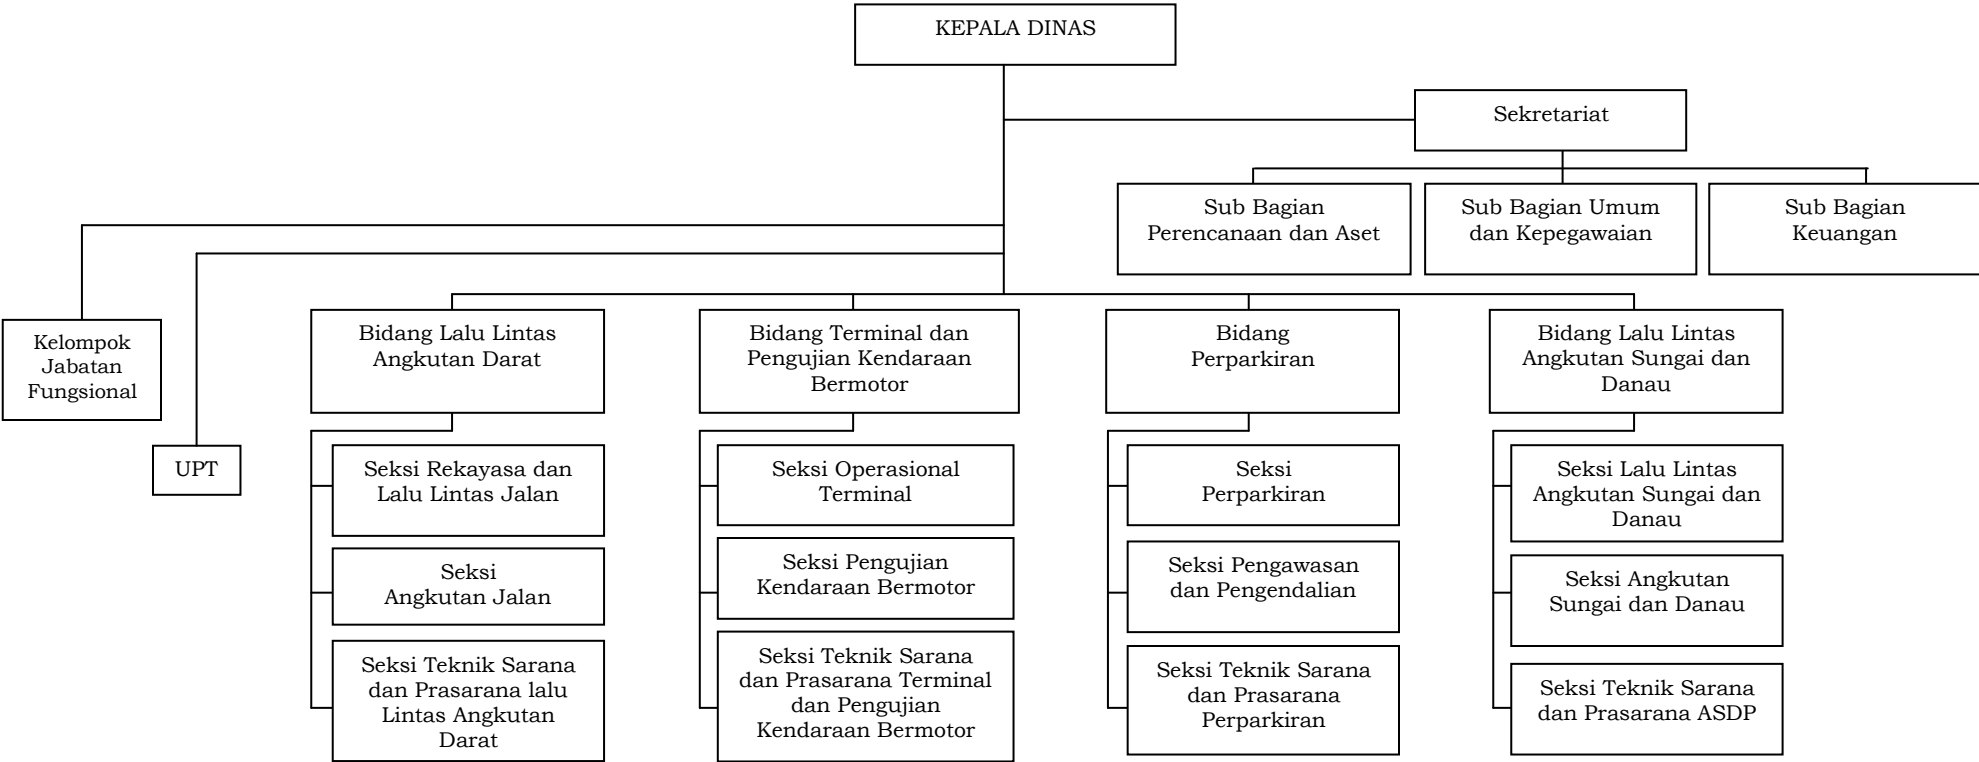 KEPALA DINAS
Sekretariat
Sub Bagian
Perencanaan dan Aset
Sub Bagian Umum
dan Kepegawaian
Sub Bagian
Keuangan
Kelompok
Jabatan
Fungsional
UPT
Bidang Lalu Lintas
Angkutan Darat
Seksi Rekayasa dan
Lalu Lintas Jalan
Seksi
Angkutan Jalan
Seksi Teknik Sarana
dan Prasarana lalu
Lintas Angkutan
Darat
Bidang Terminal dan
Pengujian Kendaraan
Bermotor
Seksi Operasional
Terminal
Seksi Pengujian
Kendaraan Bermotor
Seksi Teknik Sarana
dan Prasarana Terminal
dan Pengujian
Kendaraan Bermotor
Bidang
Perparkiran
Seksi
Perparkiran
Seksi Pengawasan
dan Pengendalian
Seksi Teknik Sarana
dan Prasarana
Perparkiran
Bidang Lalu Lintas
Angkutan Sungai dan
Danau
Seksi Lalu Lintas
Angkutan Sungai dan
Danau
Seksi Angkutan
Sungai dan Danau
Seksi Teknik Sarana
dan Prasarana ASDP